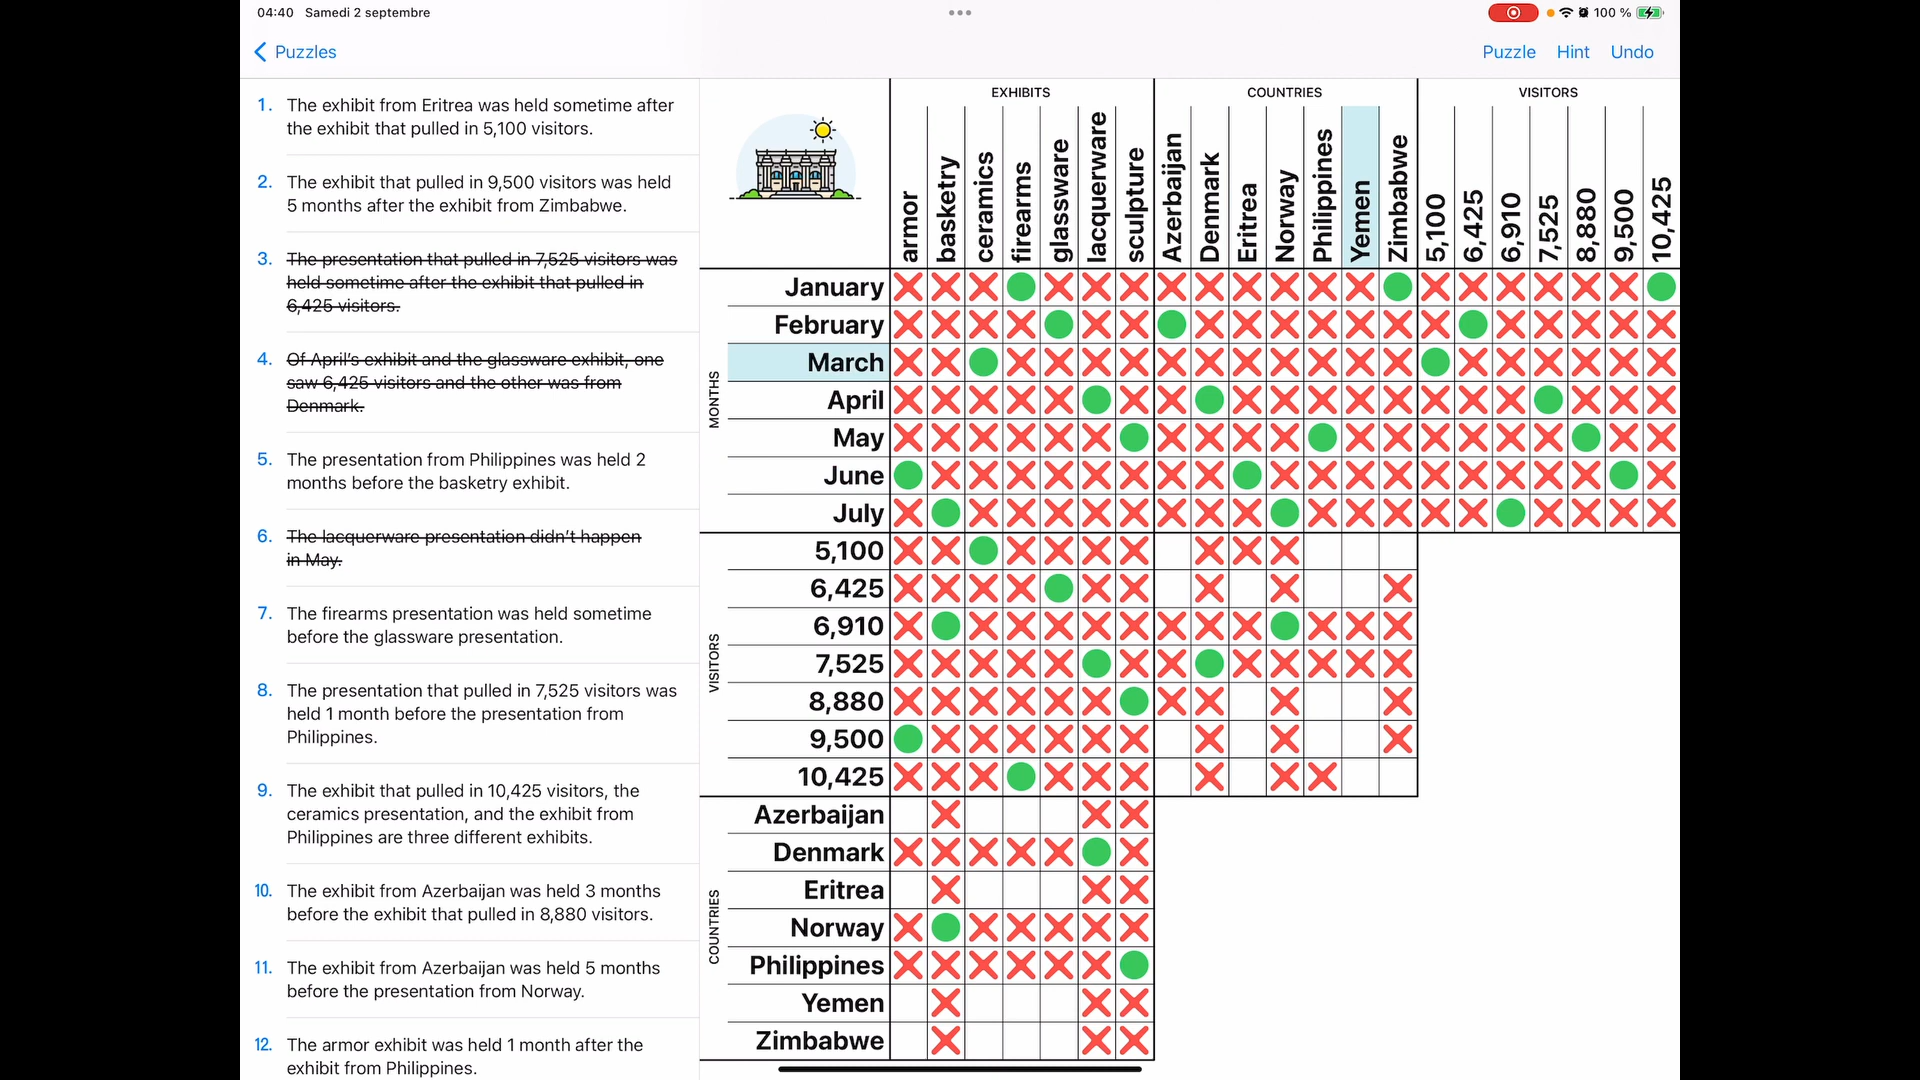 04:40 Samedi 2 septembre
100 %
Puzzles
Puzzle Hint Undo
1. The exhibit from Eritrea was held sometime after
the exhibit that pulled in 5,100 visitors.
2. The exhibit that pulled in 9,500 visitors was held
5 months after the exhibit from Zimbabwe.
3. The presentation that pulled in 7,525 visitors was
held sometime after the exhibit that pulled in
6,425 visitors.
4. Of April’s exhibit and the glassware exhibit, one
saw 6,425 visitors and the other was from
Denmark.
5. The presentation from Philippines was held 2
months before the basketry exhibit.
6. The lacquerware presentation didn’t happen
in May.
7. The firearms presentation was held sometime
before the glassware presentation.
8. The presentation that pulled in 7,525 visitors was
held 1 month before the presentation from
Philippines.
9. The exhibit that pulled in 10,425 visitors, the
ceramics presentation, and the exhibit from
Philippines are three different exhibits.
10. The exhibit from Azerbaijan was held 3 months
before the exhibit that pulled in 8,880 visitors.
11. The exhibit from Azerbaijan was held 5 months
before the presentation from Norway.
12. The armor exhibit was held 1 month after the
exhibit from Philippines.
EXHIBITS COUNTRIES VISITORS
armor
basketry
ceramics
firearms
glassware
lacquerware
sculpture
Azerbaijan
Denmark
Eritrea
Norway
Philippines
Yemen
Zimbabwe
5,100
6,425
6,910
7,525
8,880
9,500
10,425
MONTHS
January
February
March
April
May
June
July
VISITORS
5,100
6,425
6,910
7,525
8,880
9,500
10,425
COUNTRIES
Azerbaijan
Denmark
Eritrea
Norway
Philippines
Yemen
Zimbabwe